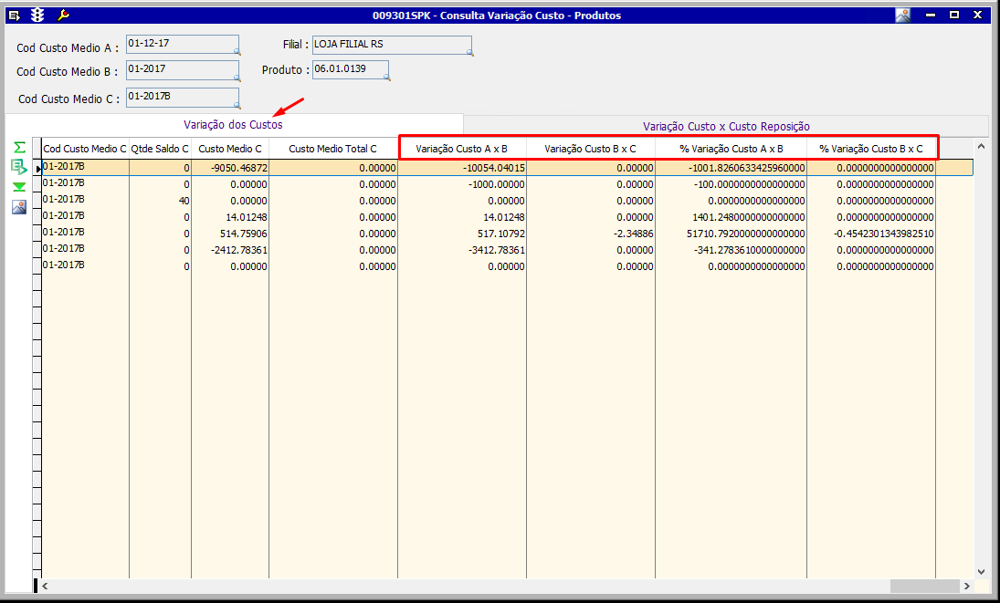 009301SPK - Consulta Variação Custo - Produtos
Cod Custo Medio A : 01-12-17 Filial : LOJA FILIAL RS
Cod Custo Medio B : 01-2017 Produto : 06.01.0139
Cod Custo Medio C : 01-2017B
Variação dos Custos Variação Custo x Custo Reposição
Cod Custo Medio C Qtde Saldo C Custo Medio C Custo Medio Total C Variação Custo A x B Variação Custo B x C % Variação Custo A x B % Variação Custo B x C
01-2017B 0 -9050.46872 0.00000 -10054.04015 0.00000 -1001.8260633425960000 0.0000000000000000
01-2017B 0 0.00000 0.00000 -1000.00000 0.00000 -100.0000000000000000 0.0000000000000000
01-2017B 40 0.00000 0.00000 0.00000 0.00000 0.0000000000000000 0.0000000000000000
01-2017B 0 14.01248 0.00000 14.01248 0.00000 1401.2480000000000000 0.0000000000000000
01-2017B 0 514.75906 0.00000 517.10792 -2.34886 51710.7920000000000000 -0.4542301343982510
01-2017B 0 -2412.78361 0.00000 -3412.78361 0.00000 -341.2783610000000000 0.0000000000000000
01-2017B 0 0.00000 0.00000 0.00000 0.00000 0.0000000000000000 0.0000000000000000